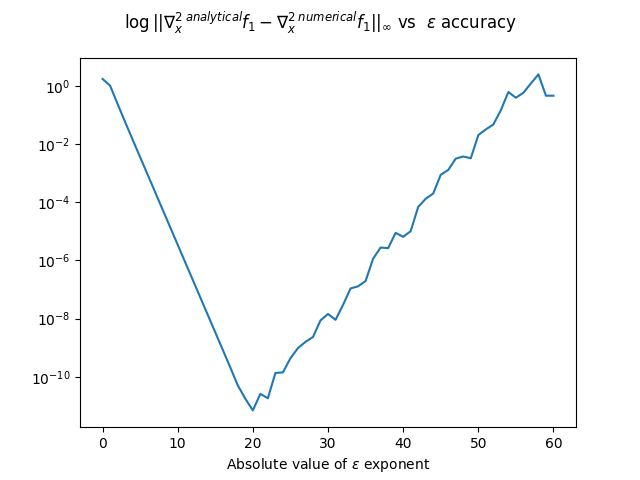 log ||∇²ₓ ᵃⁿᵃˡʸᵗⁱᶜᵃˡ f₁ − ∇²ₓ ⁿᵘᵐᵉʳⁱᶜᵃˡ f₁||∞ vs ε accuracy
10⁰
10⁻²
10⁻⁴
10⁻⁶
10⁻⁸
10⁻¹⁰
0 10 20 30 40 50 60
Absolute value of ε exponent